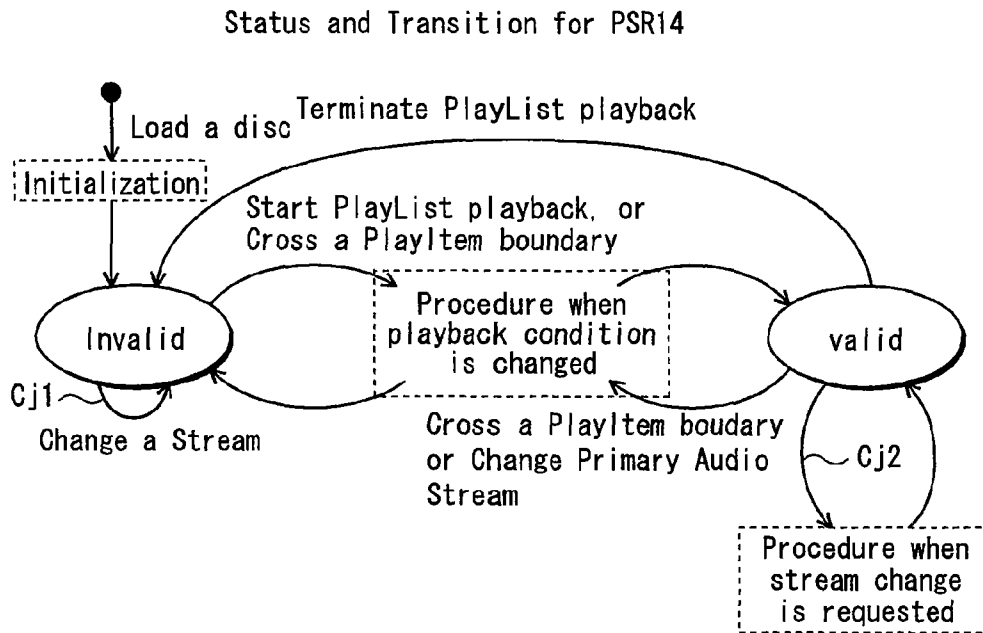 Status and Transition for PSR14
Terminate PlayList playback
Load a disc
Initialization
Start PlayList playback, or
Cross a PlayItem boundary
Procedure when
playback condition
is changed
Invalid
valid
Cj1
Change a Stream
Cross a PlayItem boudary
or Change Primary Audio
Stream
Cj2
Procedure when
stream change
is requested